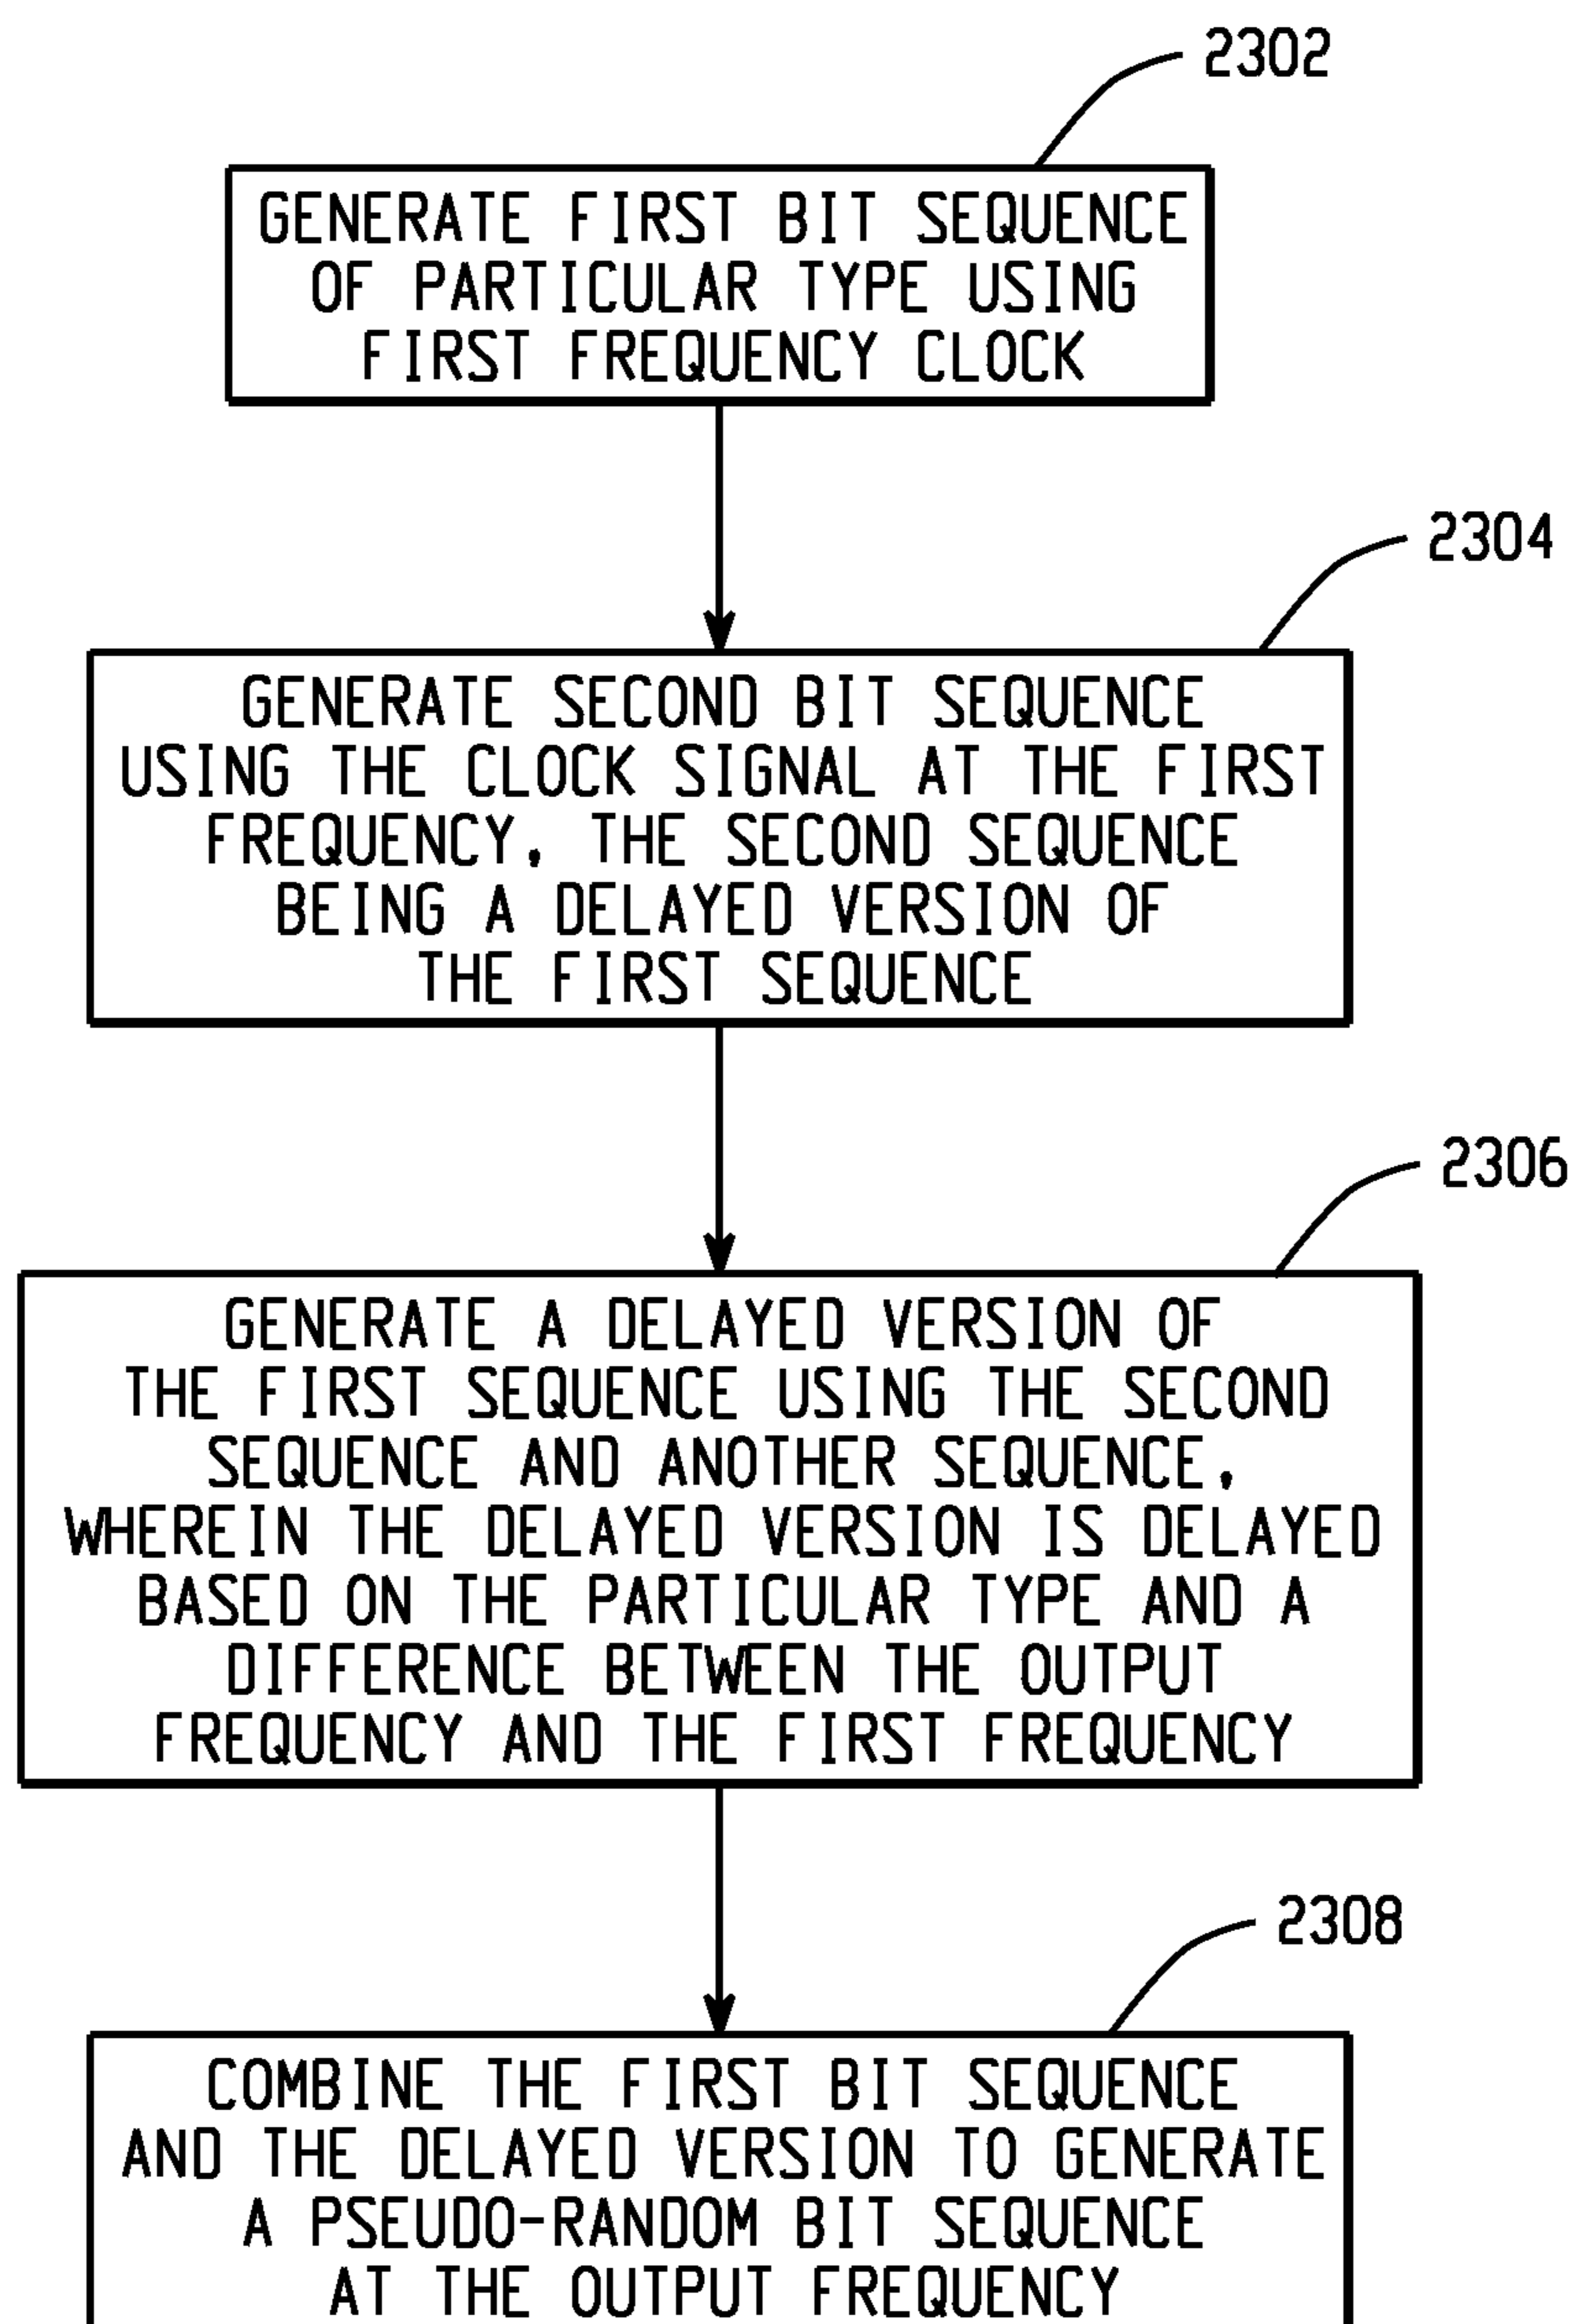 2302
GENERATE FIRST BIT SEQUENCE
OF PARTICULAR TYPE USING
FIRST FREQUENCY CLOCK
2304
GENERATE SECOND BIT SEQUENCE
USING THE CLOCK SIGNAL AT THE FIRST
FREQUENCY, THE SECOND SEQUENCE
BEING A DELAYED VERSION OF
THE FIRST SEQUENCE
2306
GENERATE A DELAYED VERSION OF
THE FIRST SEQUENCE USING THE SECOND
SEQUENCE AND ANOTHER SEQUENCE,
WHEREIN THE DELAYED VERSION IS DELAYED
BASED ON THE PARTICULAR TYPE AND A
DIFFERENCE BETWEEN THE OUTPUT
FREQUENCY AND THE FIRST FREQUENCY
2308
COMBINE THE FIRST BIT SEQUENCE
AND THE DELAYED VERSION TO GENERATE
A PSEUDO-RANDOM BIT SEQUENCE
AT THE OUTPUT FREQUENCY